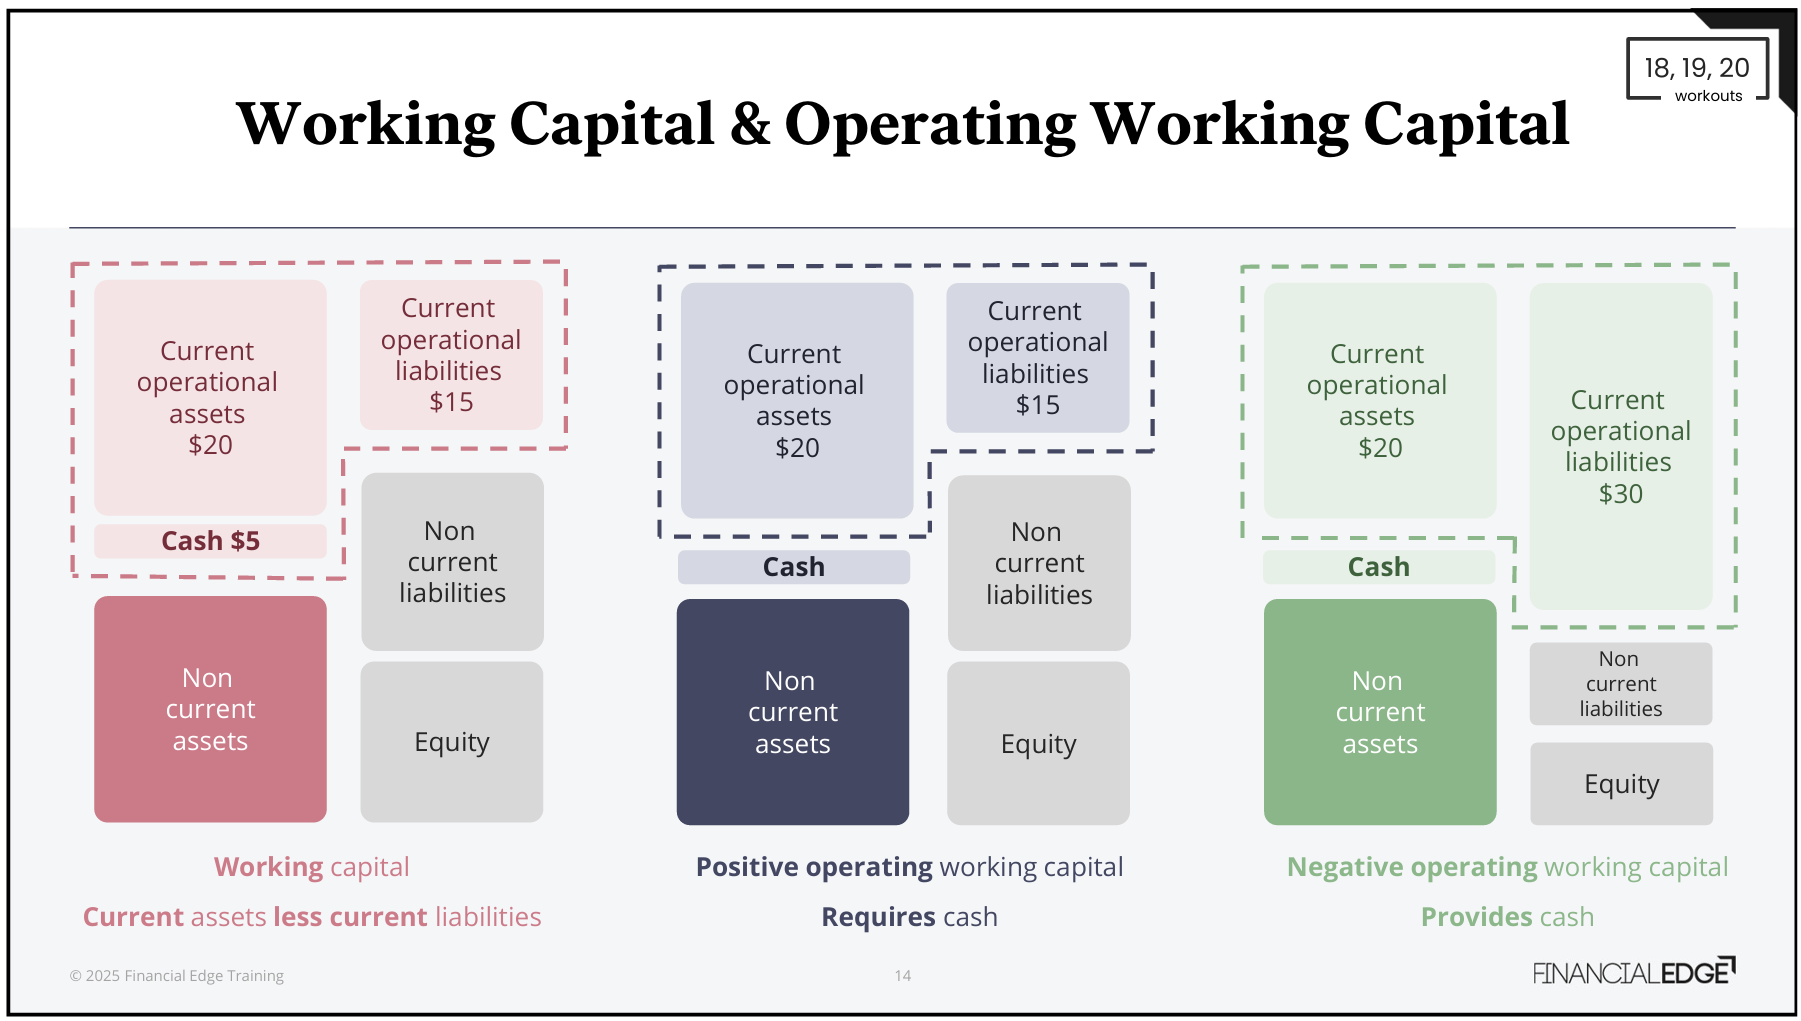 18, 19, 20
workouts
Working Capital & Operating Working Capital
Current
operational
assets
$20
Cash $5
Non
current
assets
Current
operational
liabilities
$15
Non
current
liabilities
Equity
Working capital
Current assets less current liabilities
Current
operational
assets
$20
Cash
Non
current
assets
Current
operational
liabilities
$15
Non
current
liabilities
Equity
Positive operating working capital
Requires cash
Current
operational
assets
$20
Cash
Non
current
assets
Current
operational
liabilities
$30
Non
current
liabilities
Equity
Negative operating working capital
Provides cash
© 2025 Financial Edge Training
14
FINANCIALEDGE